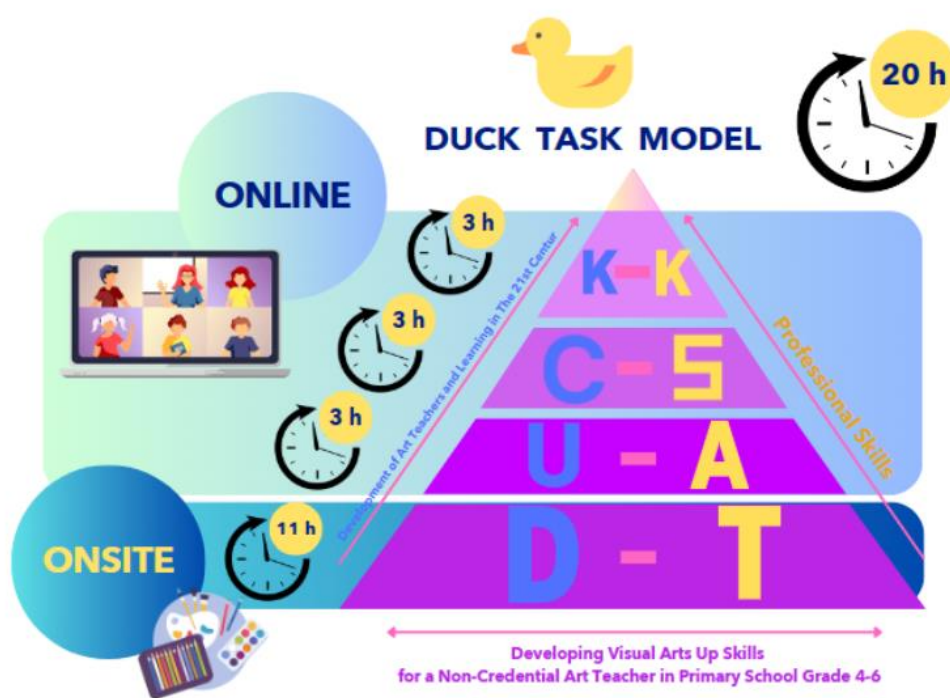 20 h
DUCK TASK MODEL
ONLINE
3 h
K-K
3 h
C-S
3 h
U-A
ONSITE
11 h
D-T
Development of Art Teachers and Learning in The 21st Centur
Professional Skills
Developing Visual Arts Up Skills
for a Non-Credential Art Teacher in Primary School Grade 4-6